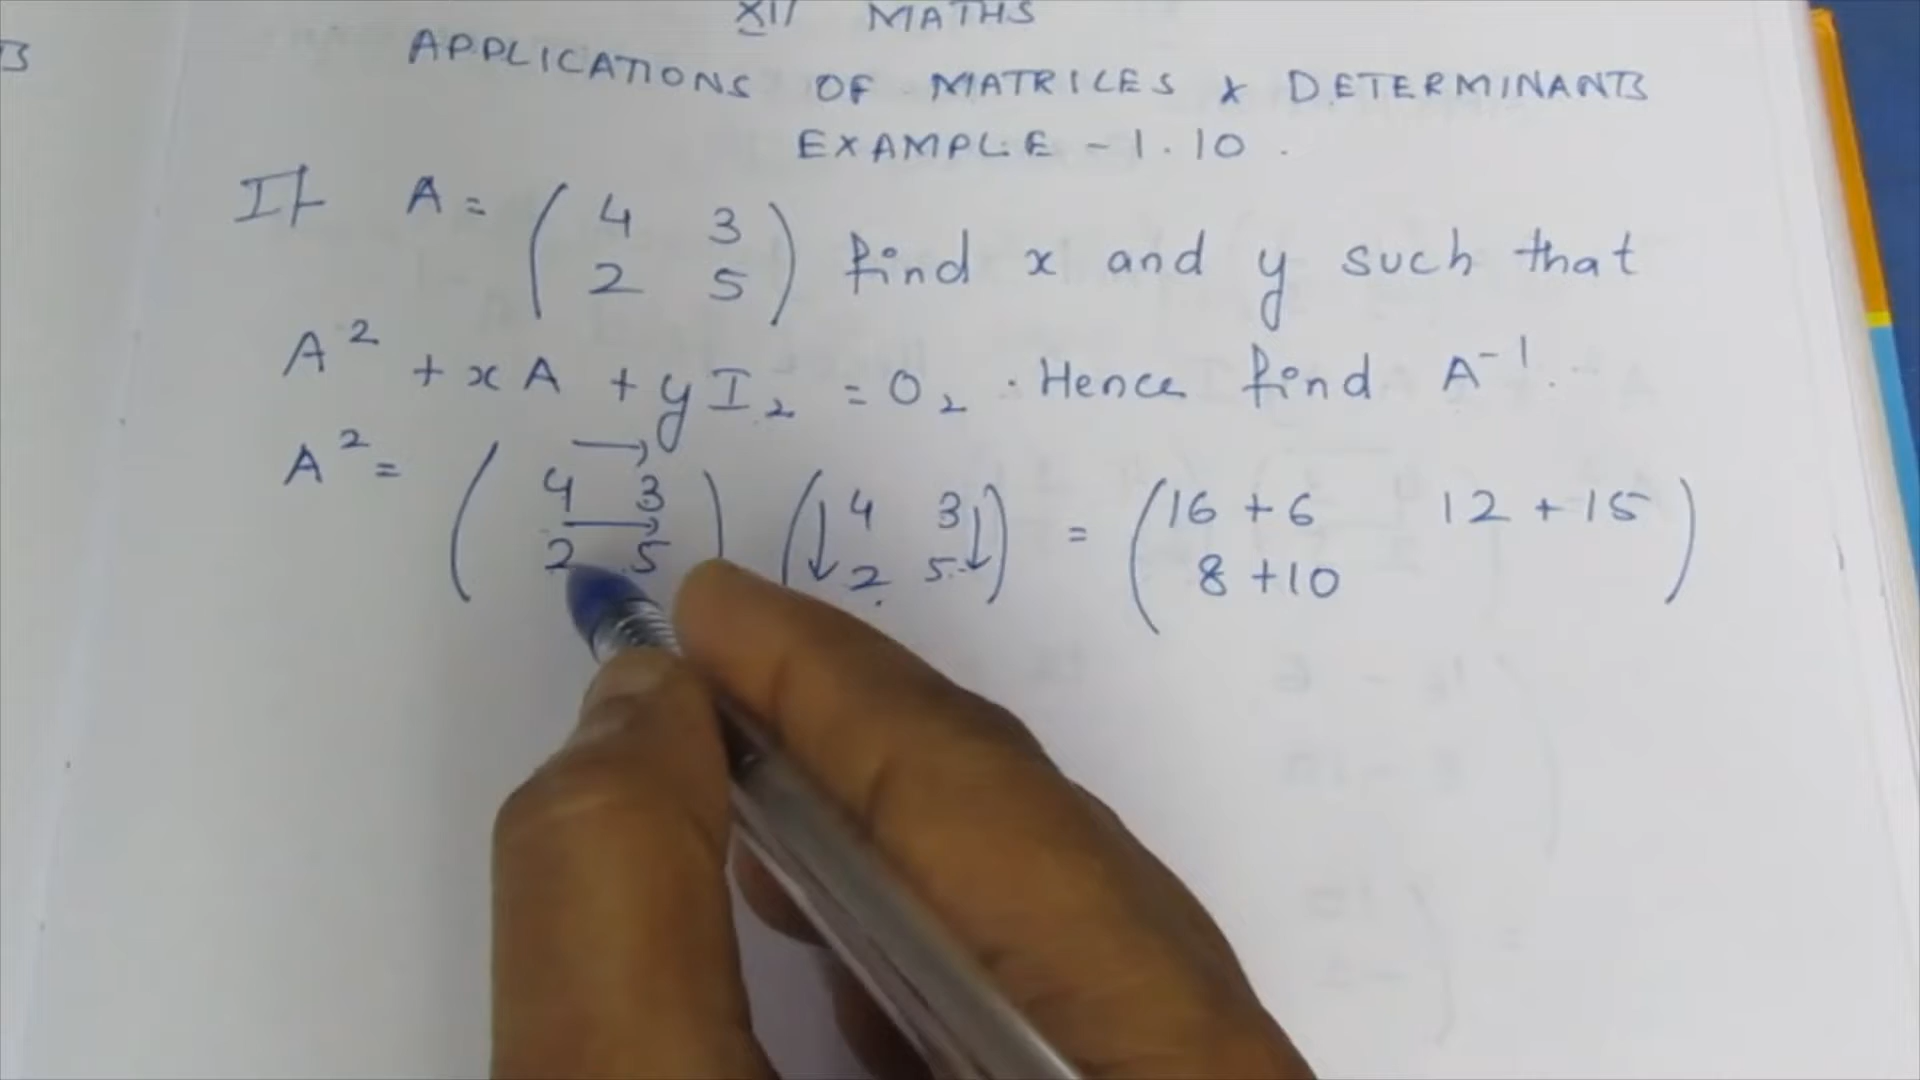 XII MATHS
APPLICATIONS OF MATRICES & DETERMINANTS
EXAMPLE - 1.10.
If A = ( 4 3
2 5 ) find x and y such that
A² + xA + yI₂ = O₂. Hence find A⁻¹.
A² = ( 4 3
2 5 ) ( 4 3
2 5 ) = ( 16 + 6 12 + 15
8 + 10 )